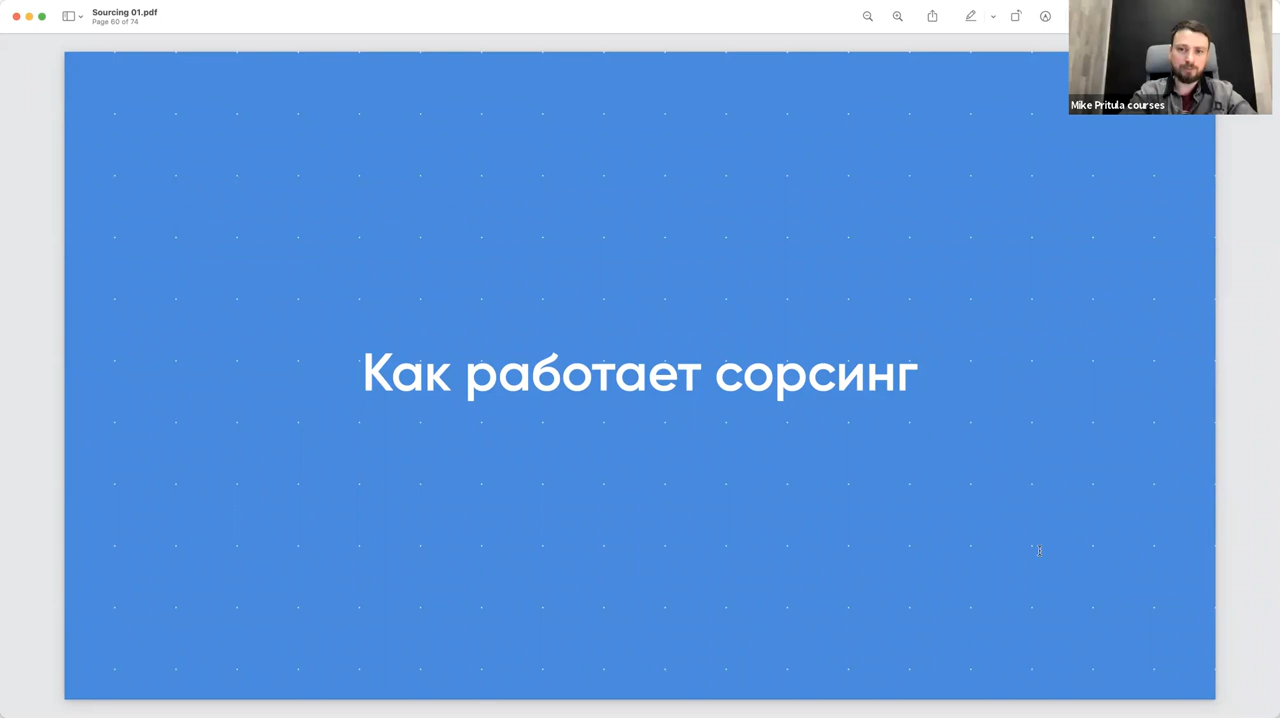 Sourcing 01.pdf
Page 60 of 74
Mike Pritula courses
Как работает сорсинг